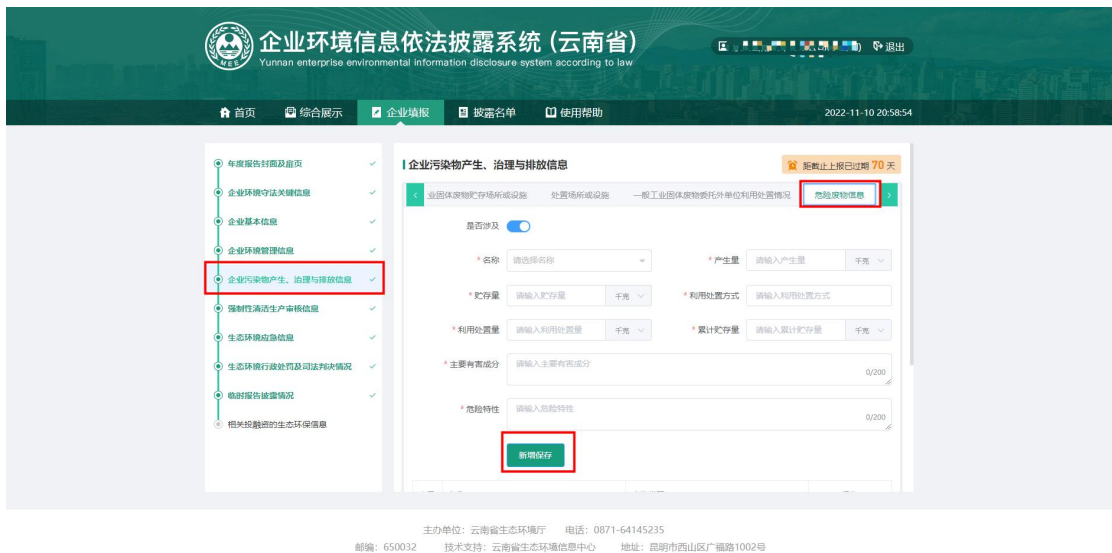 企业环境信息依法披露系统 (云南省)
Yunnan enterprise environmental information disclosure system according to law
退出
首页 综合展示 企业填报 披露名单 使用帮助 2022-11-10 20:58:54
年度报告封面及扉页
企业环境守法关键信息
企业基本信息
企业环境管理信息
企业污染物产生、治理与排放信息
强制性清洁生产审核信息
生态环境应急信息
生态环境行政处罚及司法判决情况
临时报告披露情况
相关投融资的生态环保信息
企业污染物产生、治理与排放信息 距截止上报已过期 70 天
业固体废物贮存场所或设施 处置场所或设施 一般工业固体废物委托外单位利用处置情况 危险废物信息
是否涉及
* 名称 请选择名称 * 产生量 请输入产生量 千克
* 贮存量 请输入贮存量 千克 * 利用处置方式 请输入利用处置方式
* 利用处置量 请输入利用处置量 千克 * 累计贮存量 请输入累计贮存量 千克
* 主要有害成分 请输入主要有害成分 0/200
* 危险特性 请输入危险特性 0/200
新增保存
主办单位：云南省生态环境厅 电话：0871-64145235
邮编：650032 技术支持：云南省生态环境信息中心 地址：昆明市西山区广福路1002号